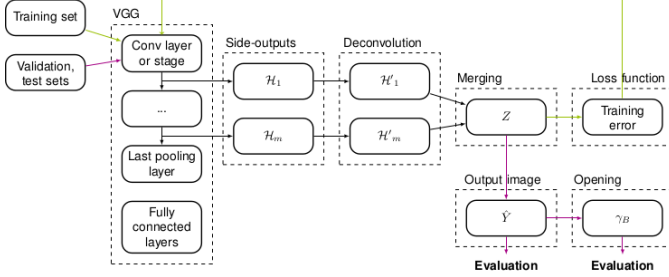 Training set
Validation,
test sets
VGG
Conv layer
or stage
...
Last pooling
layer
Fully
connected
layers
Side-outputs
ℋ₁
ℋₘ
Deconvolution
ℋ′₁
ℋ′ₘ
Merging
Z
Loss function
Training
error
Output image
Ŷ
Evaluation
Opening
γ_B
Evaluation